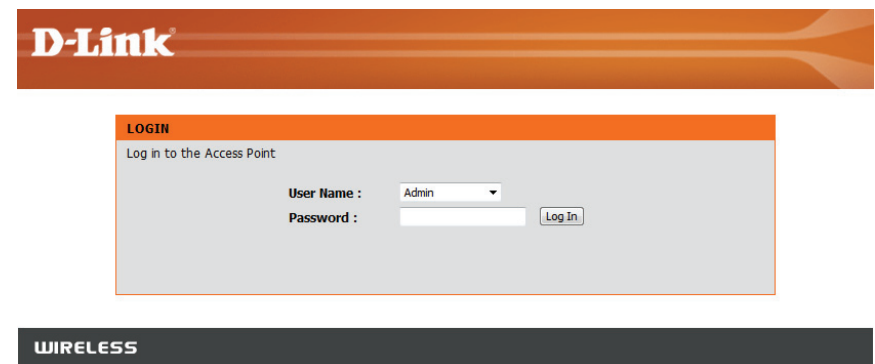 D-Link
LOGIN
Log in to the Access Point
User Name : Admin
Password : Log In
WIRELESS